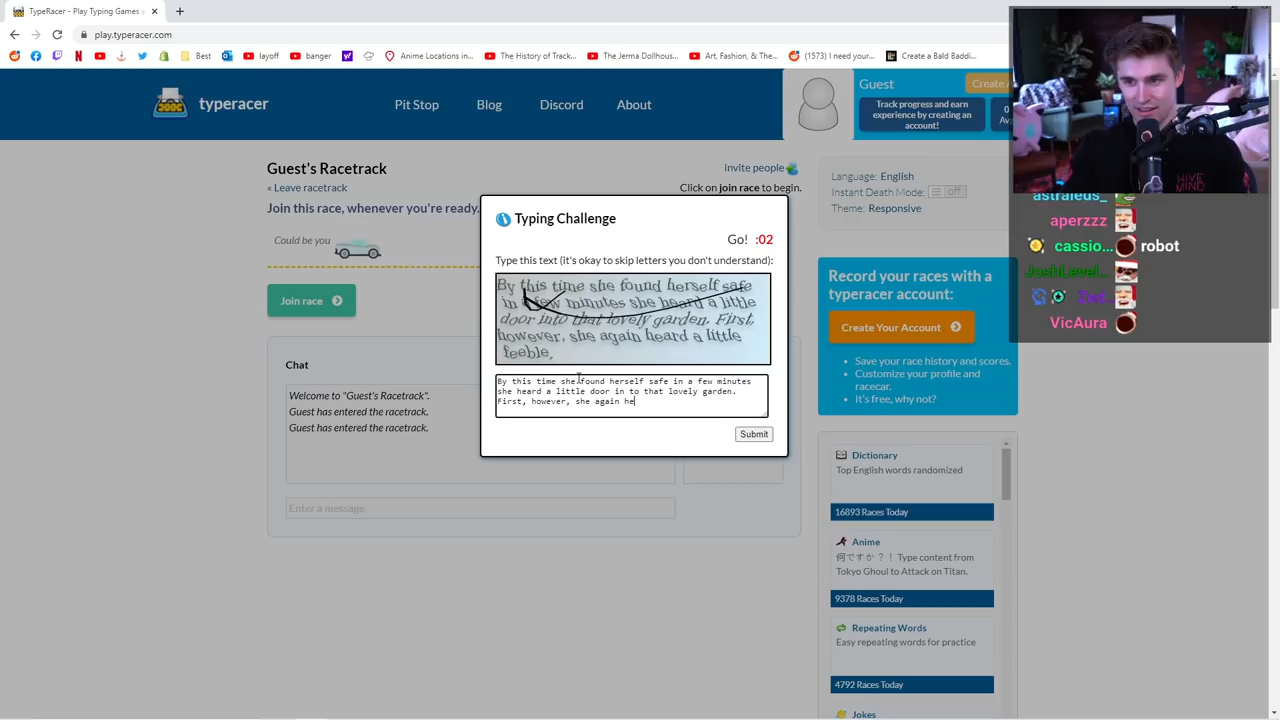 TypeRacer - Play Typing Games a
play.typeracer.com
Best
layoff
banger
Anime Locations in...
The History of Track...
The Jerma Dollhous...
Art, Fashion, & The...
(1573) I need your...
Create a Bald Baddi...
typeracer
Pit Stop
Blog
Discord
About
Guest
Create A
Track progress and earn
experience by creating an
account!
0
Av
Guest's Racetrack
invite people
« Leave racetrack
Click on join race to begin.
Join this race, whenever you're ready.
Could be you
Join race
Typing Challenge
Go! :02
Type this text (it's okay to skip letters you don't understand):
By this time she found herself safe
in a few minutes she heard a little
door into that lovely garden. First,
however, she again heard a little
feeble,
By this time she found herself safe in a few minutes
she heard a little door in to that lovely garden.
First, however, she again he
Submit
Chat
Welcome to "Guest's Racetrack".
Guest has entered the racetrack.
Guest has entered the racetrack.
Enter a message
Language: English
Instant Death Mode: off
Theme: Responsive
Record your races with a
typeracer account:
Create Your Account
Save your race history and scores.
Customize your profile and
racecar.
It's free, why not?
Dictionary
Top English words randomized
16893 Races Today
Anime
何ですか？！ Type content from
Tokyo Ghoul to Attack on Titan.
9378 Races Today
Repeating Words
Easy repeating words for practice
4792 Races Today
Jokes
HIVE
MIND
astraleus_
aperzzz
cassio... robot
JoshLevel...
VicAura